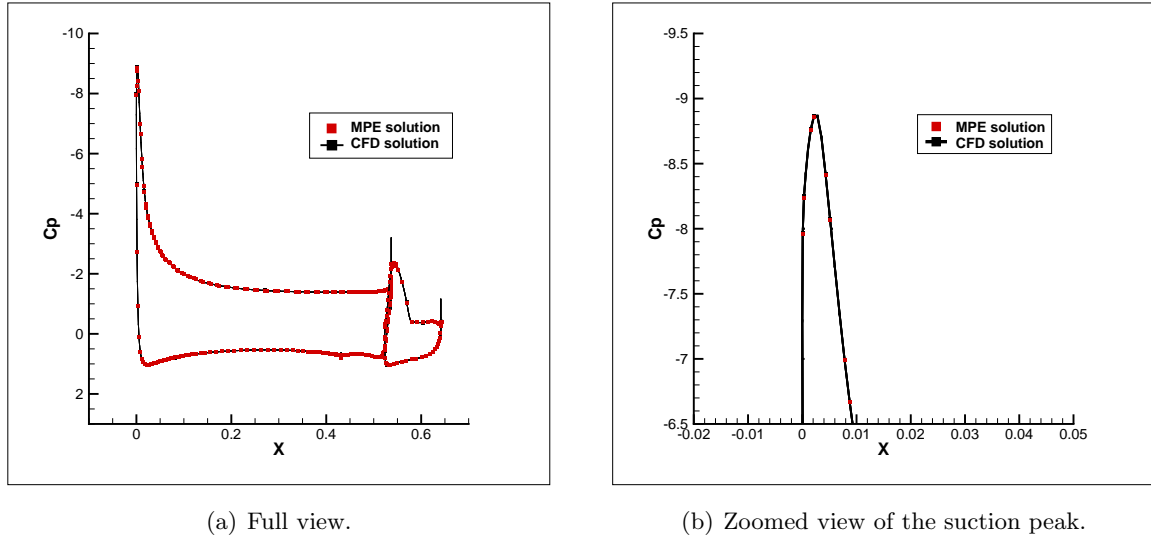 -10
-8
-6
-4
-2
0
2
Cp
0
0.2
0.4
0.6
X
MPE solution
CFD solution
-9.5
-9
-8.5
-8
-7.5
-7
-6.5
Cp
-0.02
-0.01
0
0.01
0.02
0.03
0.04
0.05
X
MPE solution
CFD solution
(a) Full view.
(b) Zoomed view of the suction peak.